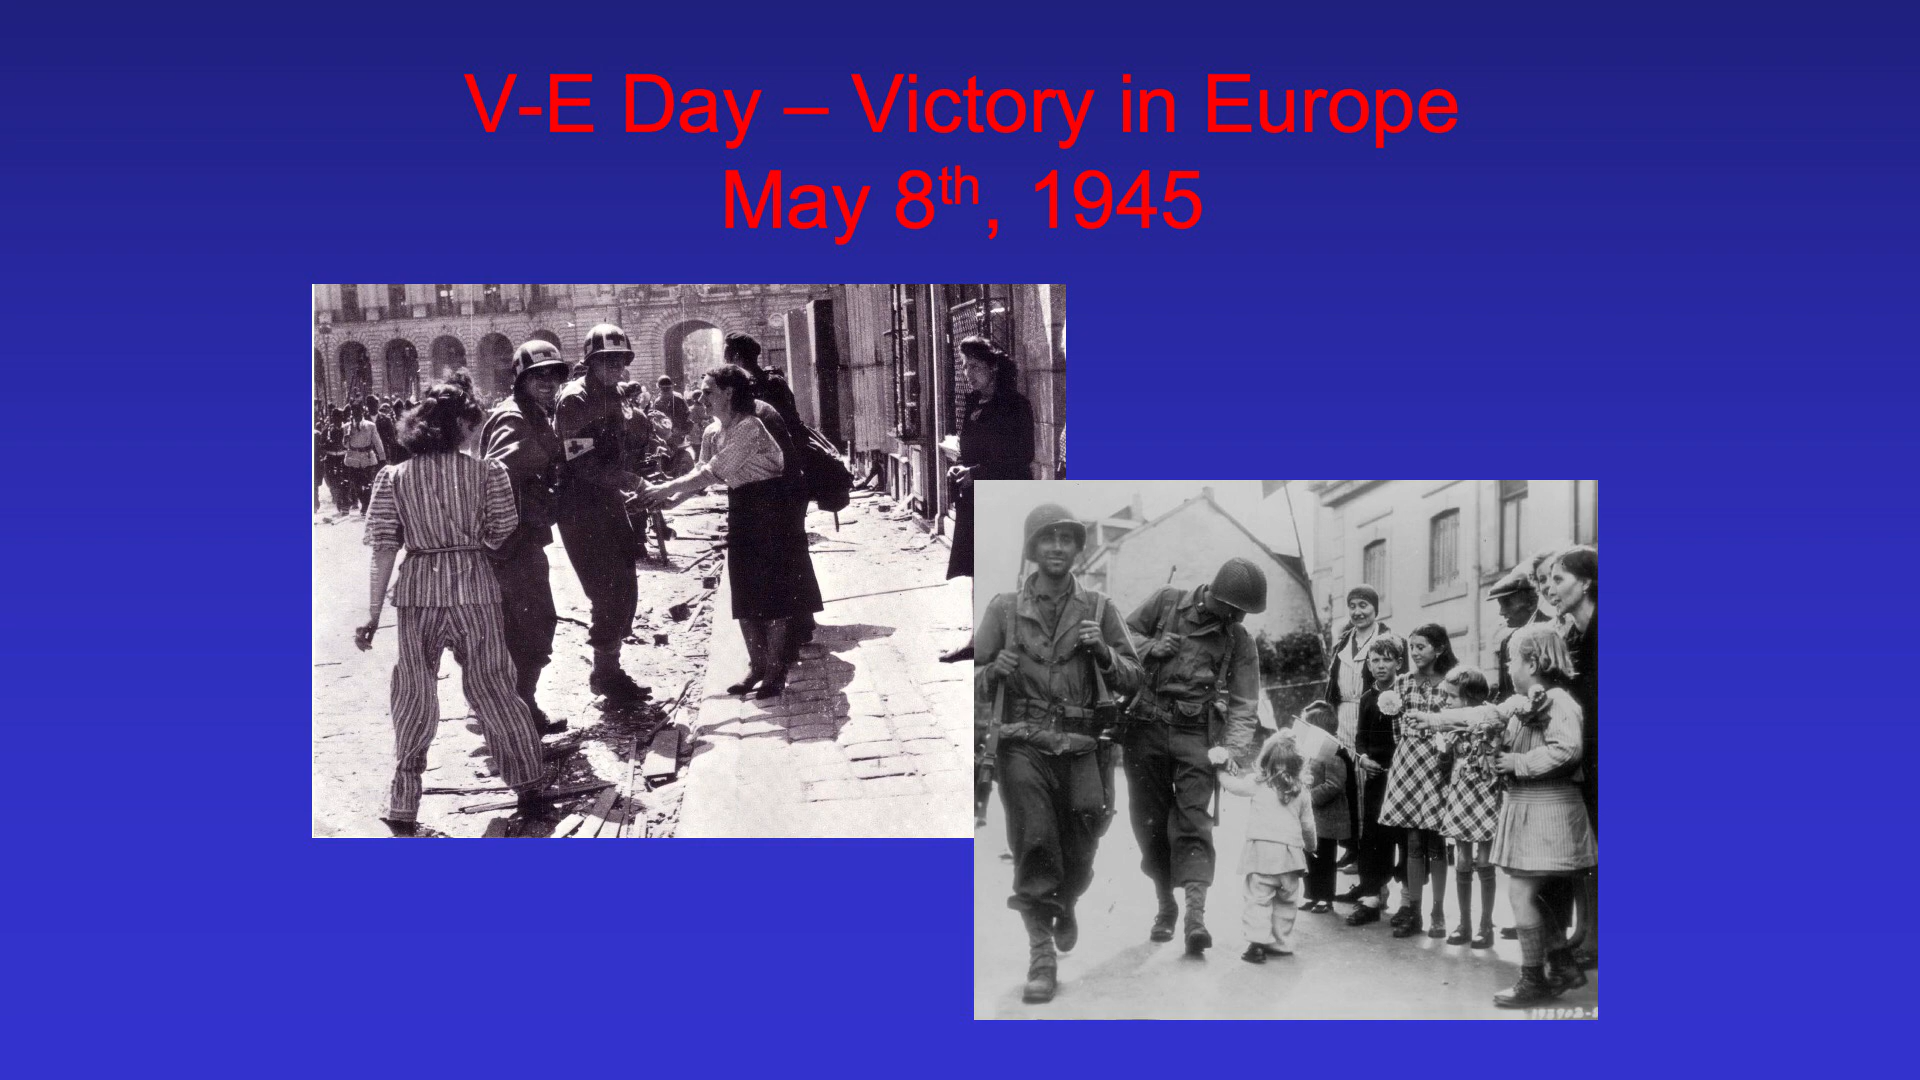 V-E Day – Victory in Europe
May 8th, 1945